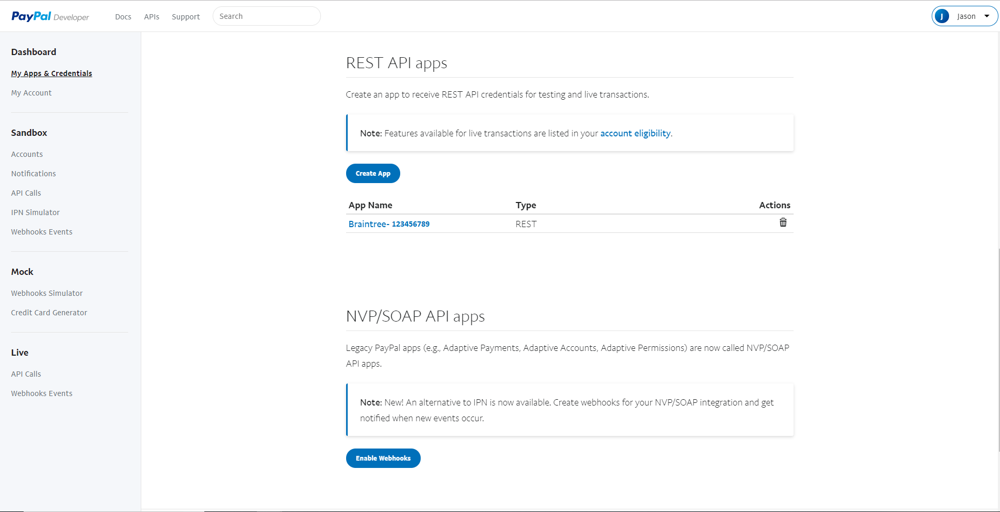 PayPal Developer
Docs
APIs
Support
Search
J
Jason
Dashboard
My Apps & Credentials
My Account
Sandbox
Accounts
Notifications
API Calls
IPN Simulator
Webhooks Events
Mock
Webhooks Simulator
Credit Card Generator
Live
API Calls
Webhooks Events
REST API apps
Create an app to receive REST API credentials for testing and live transactions.
Note: Features available for live transactions are listed in your account eligibility.
Create App
App Name Type Actions
Braintree- 123456789 REST
NVP/SOAP API apps
Legacy PayPal apps (e.g., Adaptive Payments, Adaptive Accounts, Adaptive Permissions) are now called NVP/SOAP
API apps.
Note: New! An alternative to IPN is now available. Create webhooks for your NVP/SOAP integration and get
notified when new events occur.
Enable Webhooks